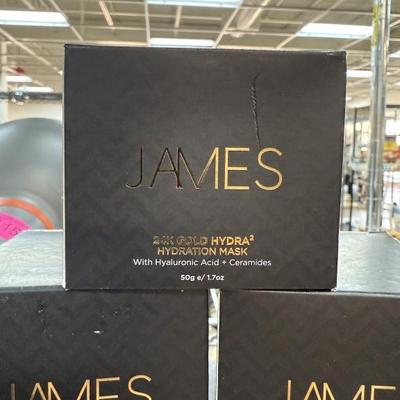 JAMES
24K GOLD HYDRA²
HYDRATION MASK
With Hyaluronic Acid + Ceramides
50g e/ 1.7oz
JAMES
JAMES